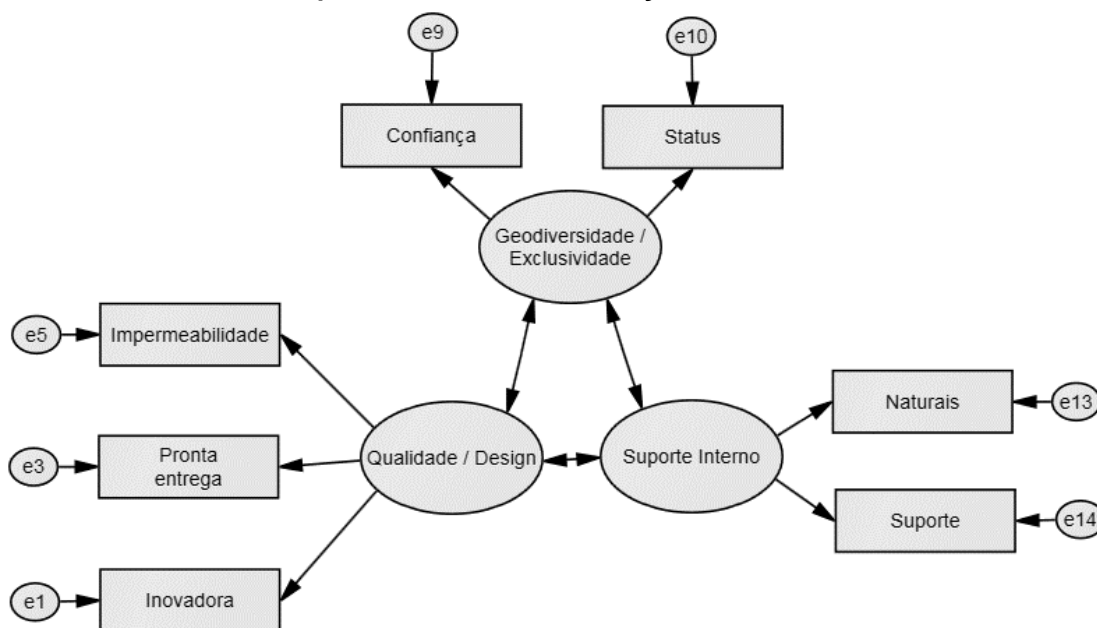 e9
e10
Confiança
Status
Geodiversidade /
Exclusividade
e5
Impermeabilidade
Naturais
e13
e3
Pronta
entrega
Qualidade / Design
Suporte Interno
Suporte
e14
e1
Inovadora